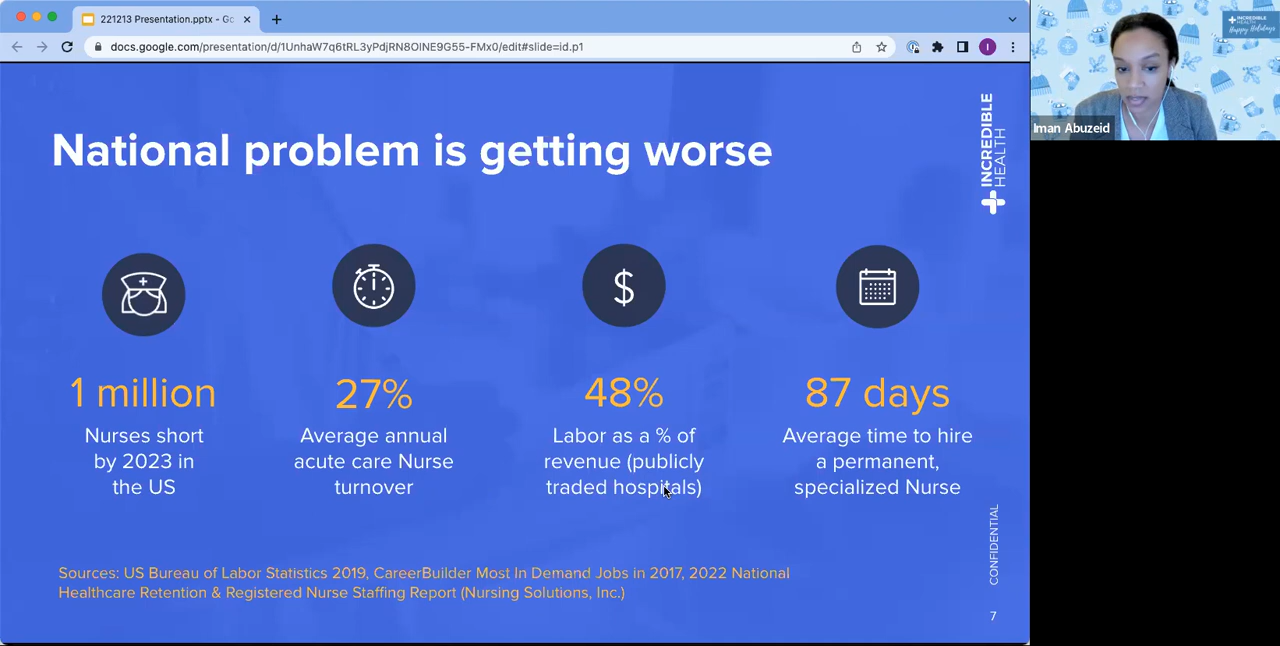 221213 Presentation.pptx - Go
docs.google.com/presentation/d/1UnhaW7q6tRL3yPdjRN8OINE9G55-FMx0/edit#slide=id.p1
I
INCREDIBLE
HEALTH
Happy Holidays
Iman Abuzeid
National problem is getting worse
INCREDIBLE
HEALTH
$
1 million
Nurses short
by 2023 in
the US
27%
Average annual
acute care Nurse
turnover
48%
Labor as a % of
revenue (publicly
traded hospitals)
87 days
Average time to hire
a permanent,
specialized Nurse
Sources: US Bureau of Labor Statistics 2019, CareerBuilder Most In Demand Jobs in 2017, 2022 National
Healthcare Retention & Registered Nurse Staffing Report (Nursing Solutions, Inc.)
CONFIDENTIAL
7